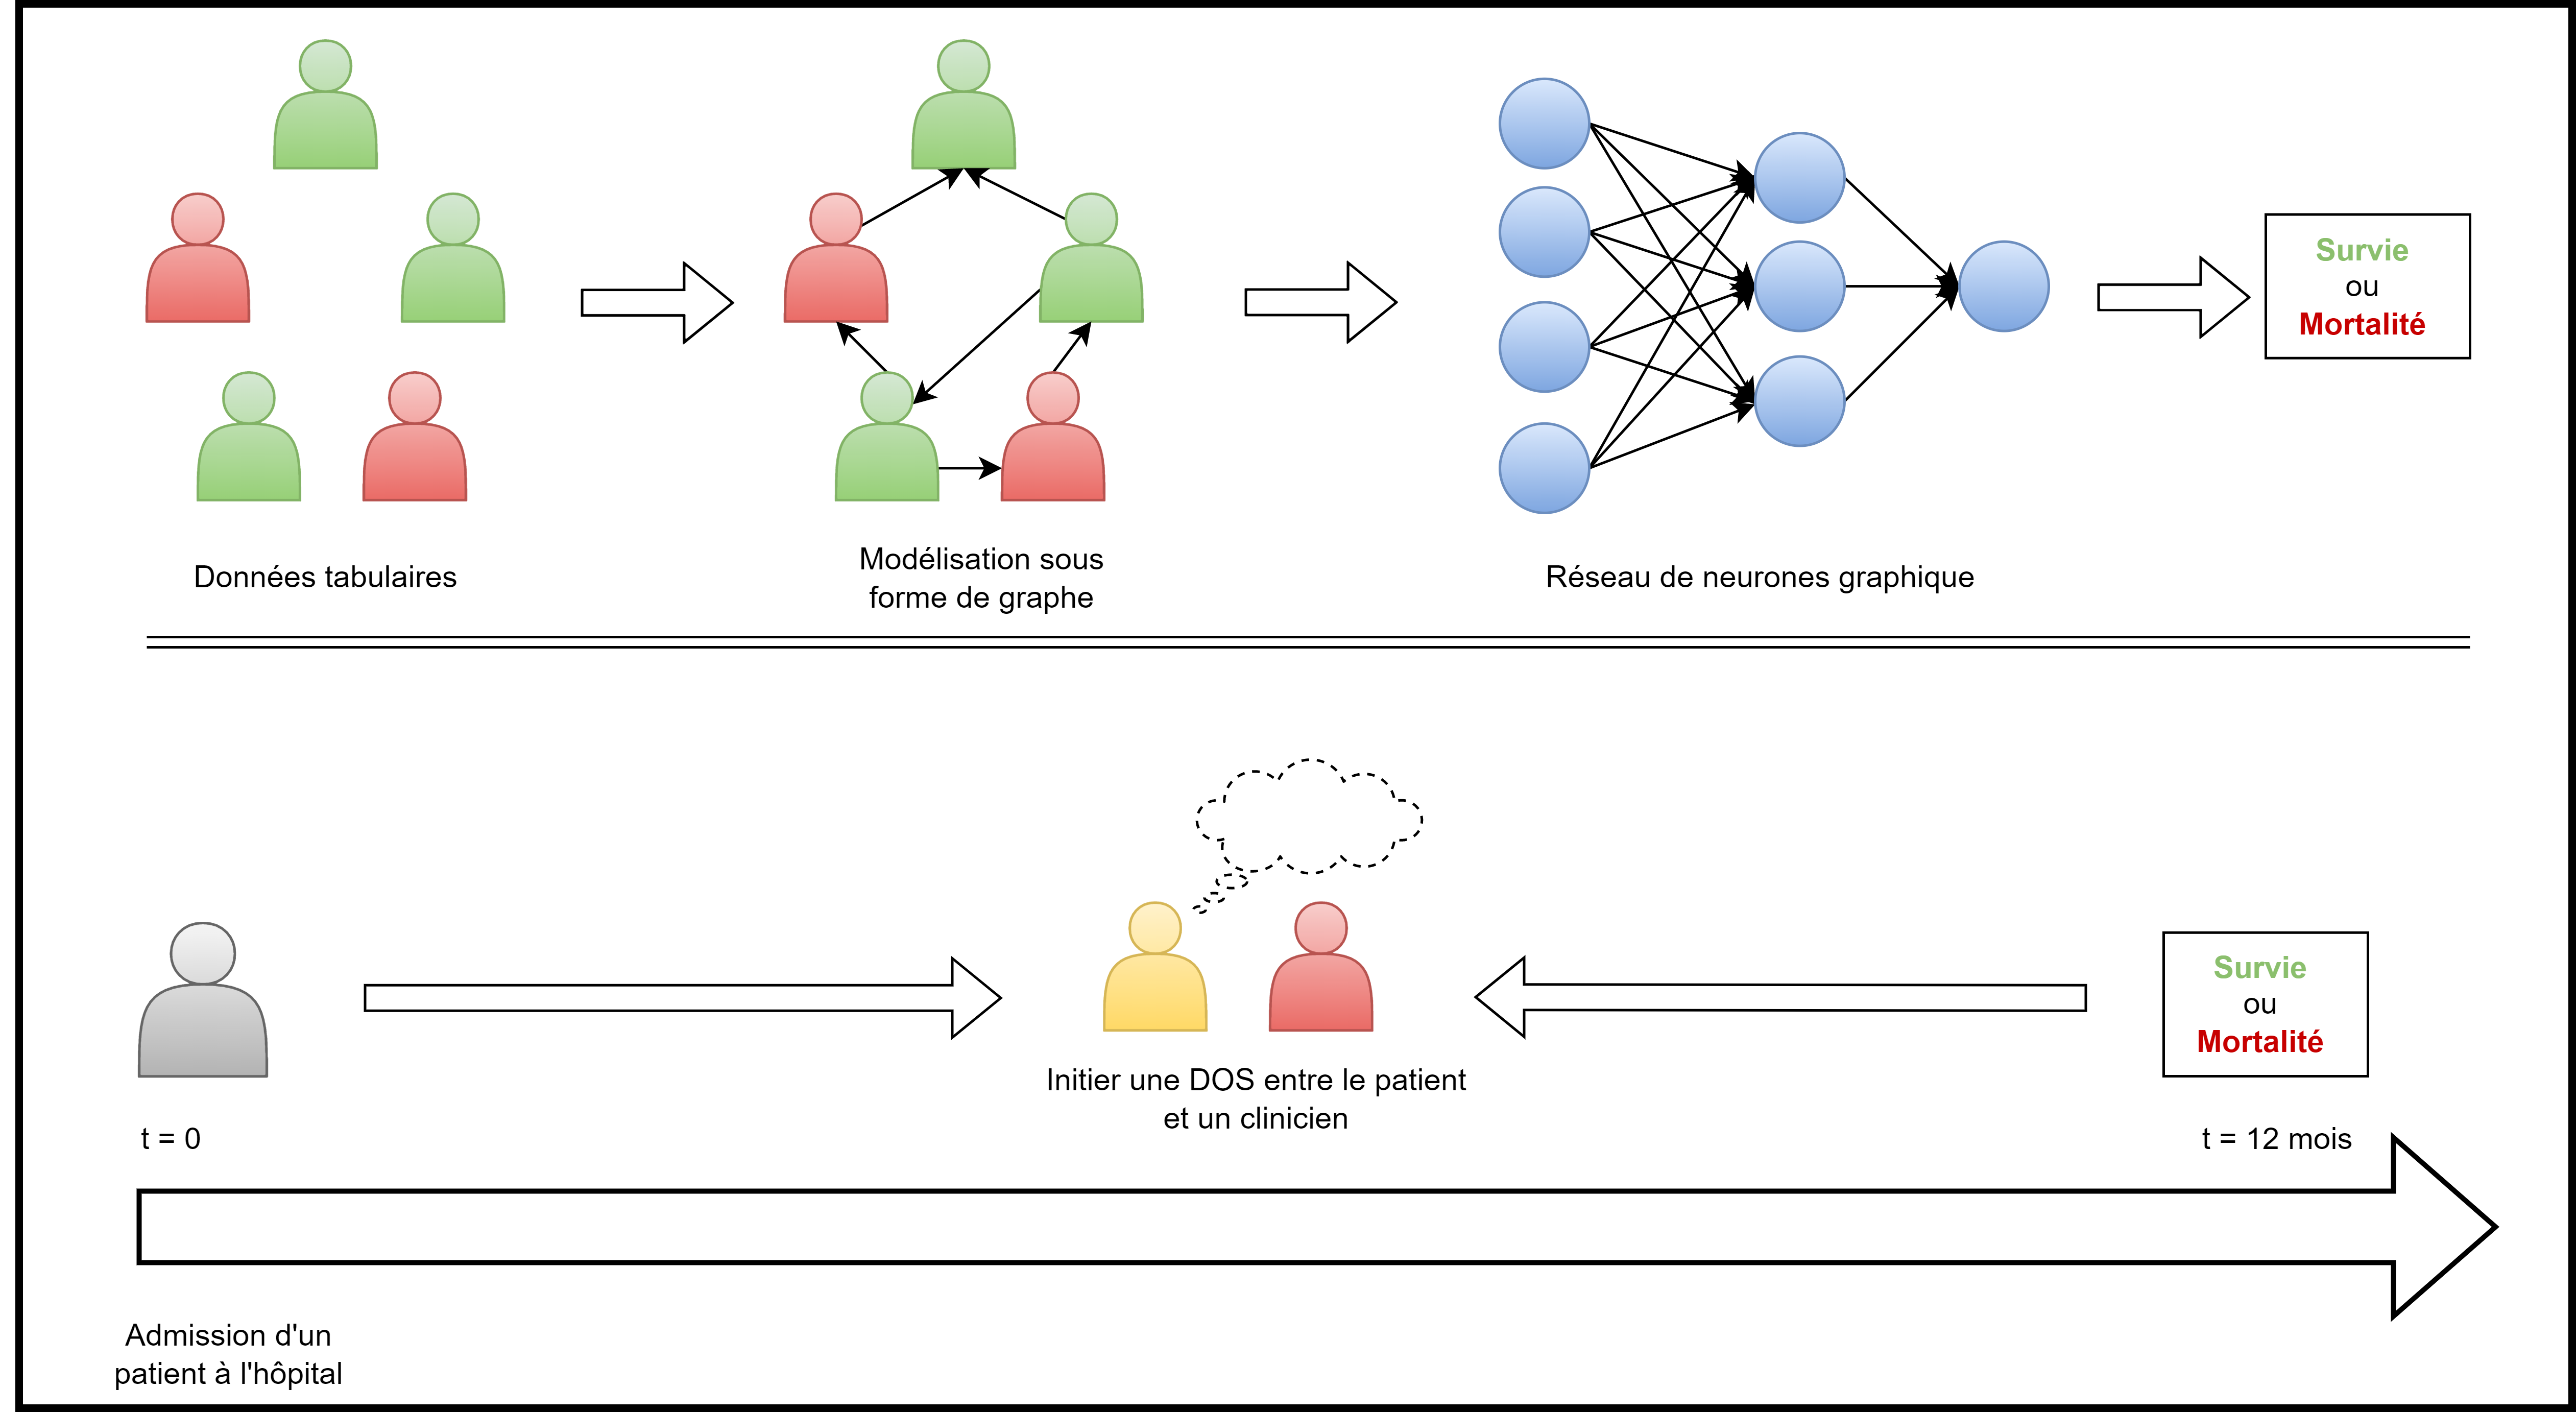 Survie
ou
Mortalité
Données tabulaires
Modélisation sous
forme de graphe
Réseau de neurones graphique
Survie
ou
Mortalité
Initier une DOS entre le patient
et un clinicien
t = 0
t = 12 mois
Admission d'un
patient à l'hôpital